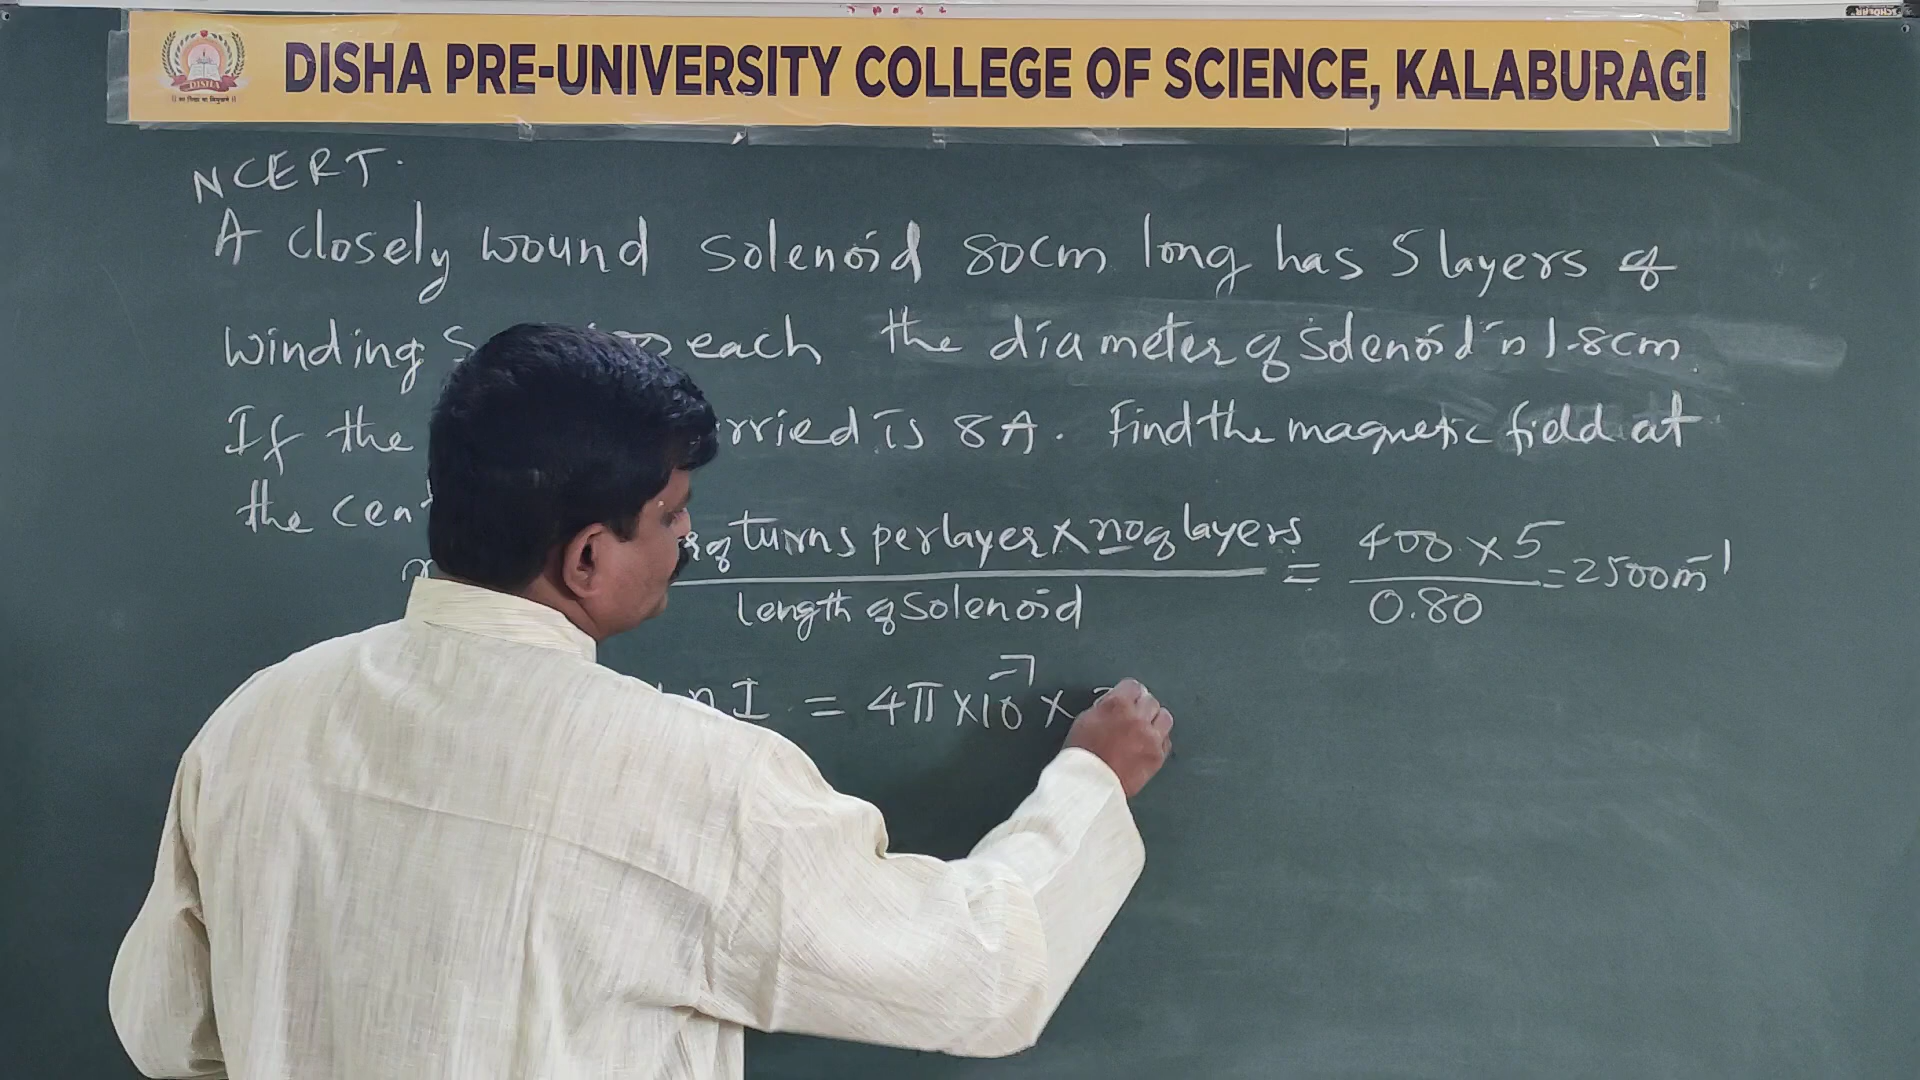 DISHA PRE-UNIVERSITY COLLEGE OF SCIENCE, KALABURAGI
DISHA
NCERT.
A closely wound solenoid 80cm long has 5 layers of
winding each the diameter of solenoid is 1.8cm.
If the rried is 8A. Find the magnetic field at
the cen
turns per layer × no of layers = 400 × 5 = 2500m⁻¹
length of solenoid 0.80
n I = 4π×10⁻⁷ ×